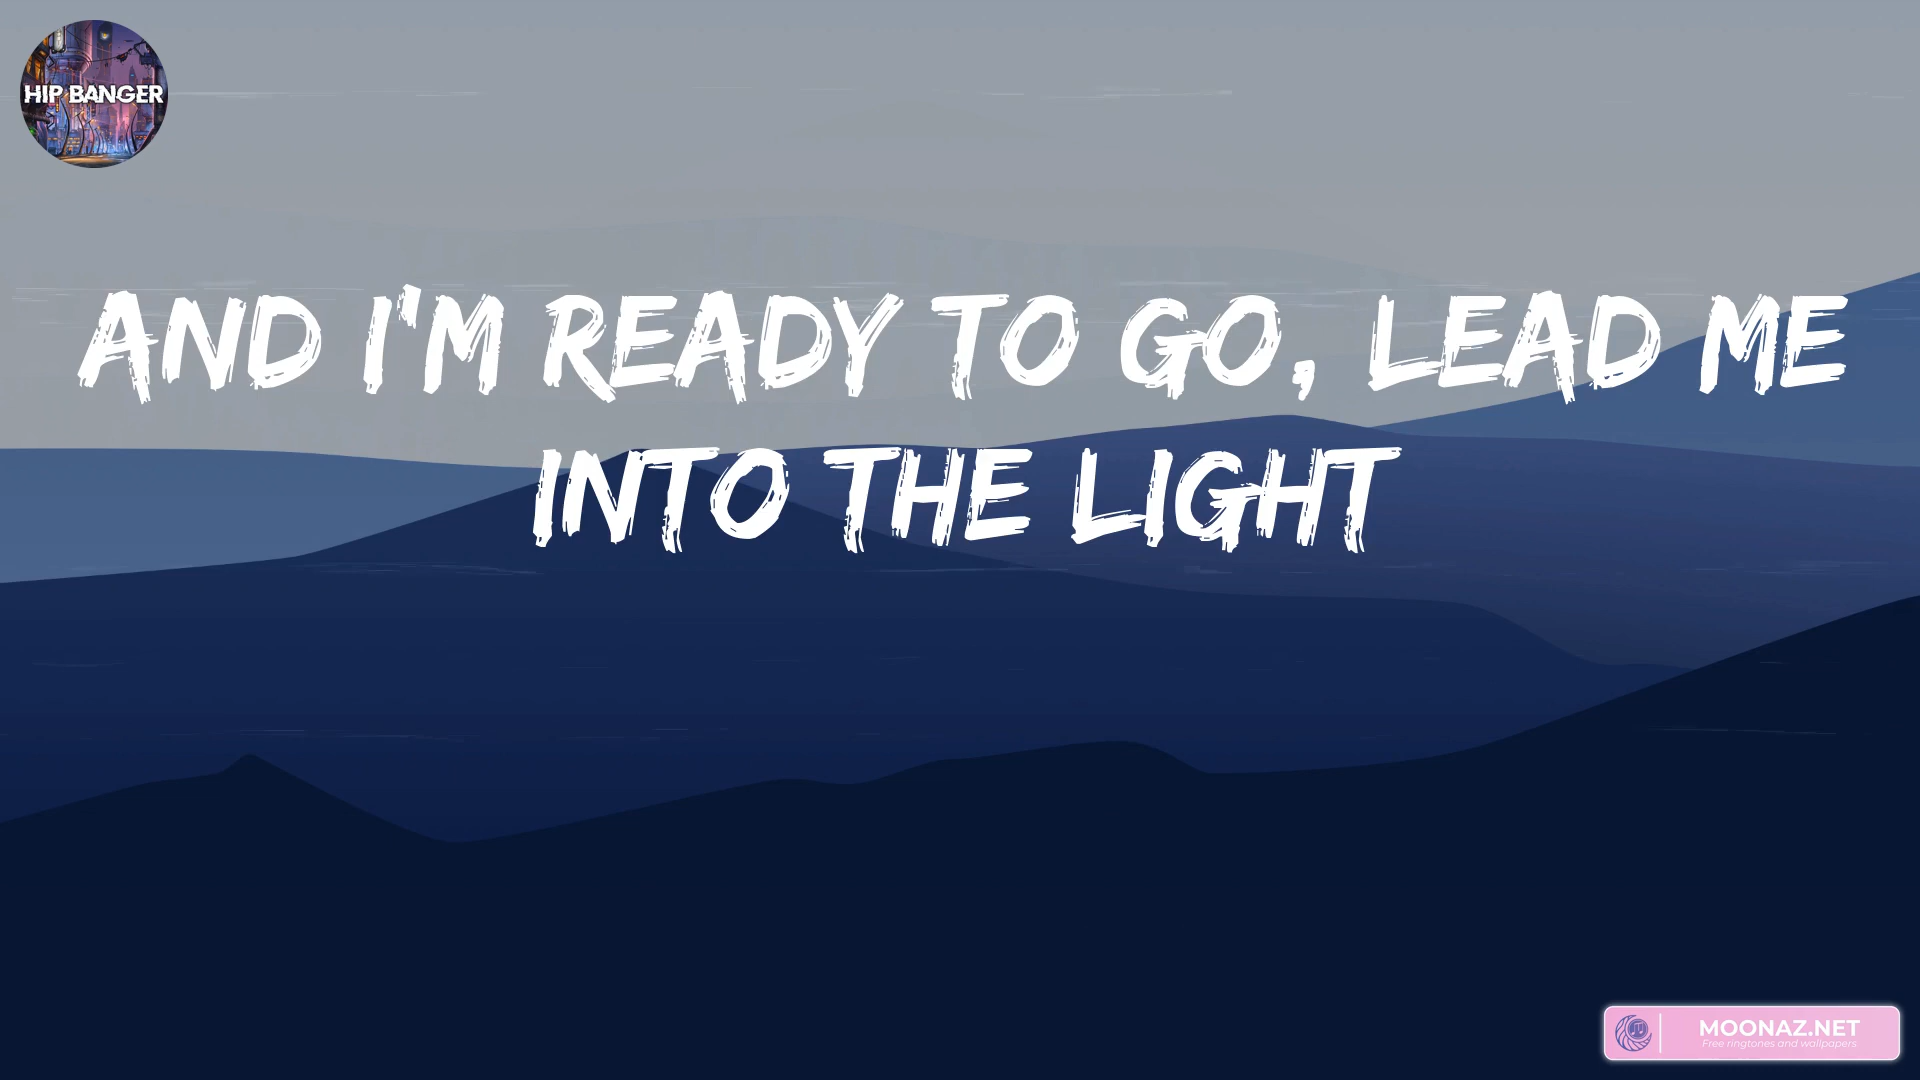 HIP BANGER
AND I'M READY TO GO, LEAD ME
INTO THE LIGHT
MOONAZ.NET
Free ringtones and wallpapers